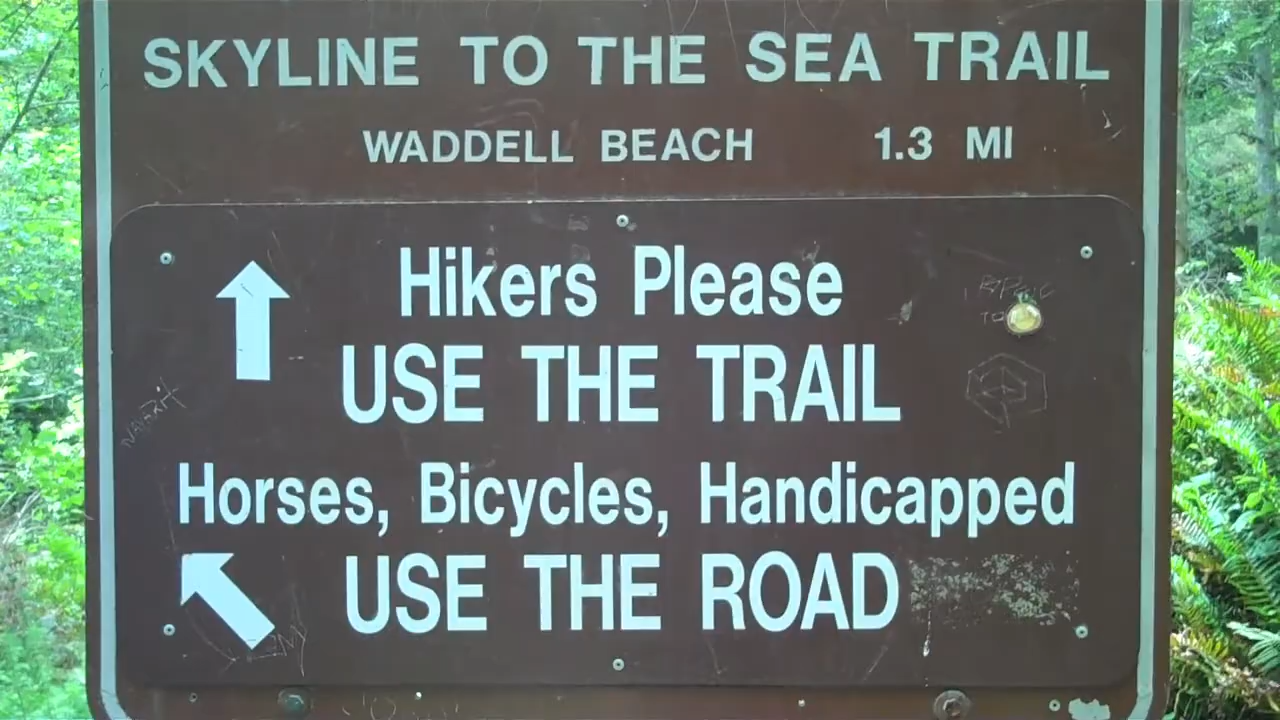 SKYLINE TO THE SEA TRAIL
WADDELL BEACH 1.3 MI
Hikers Please
USE THE TRAIL
Horses, Bicycles, Handicapped
USE THE ROAD